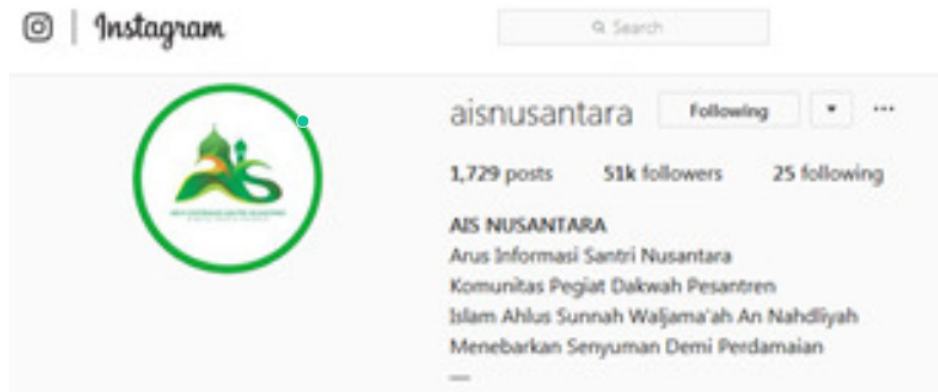 Instagram
Search
aisnusantara Following ...
1,729 posts 51k followers 25 following
AIS NUSANTARA
Arus Informasi Santri Nusantara
Komunitas Pegiat Dakwah Pesantren
Islam Ahlus Sunnah Waljama'ah An Nahdliyah
Menebarkan Senyuman Demi Perdamaian
—
ais